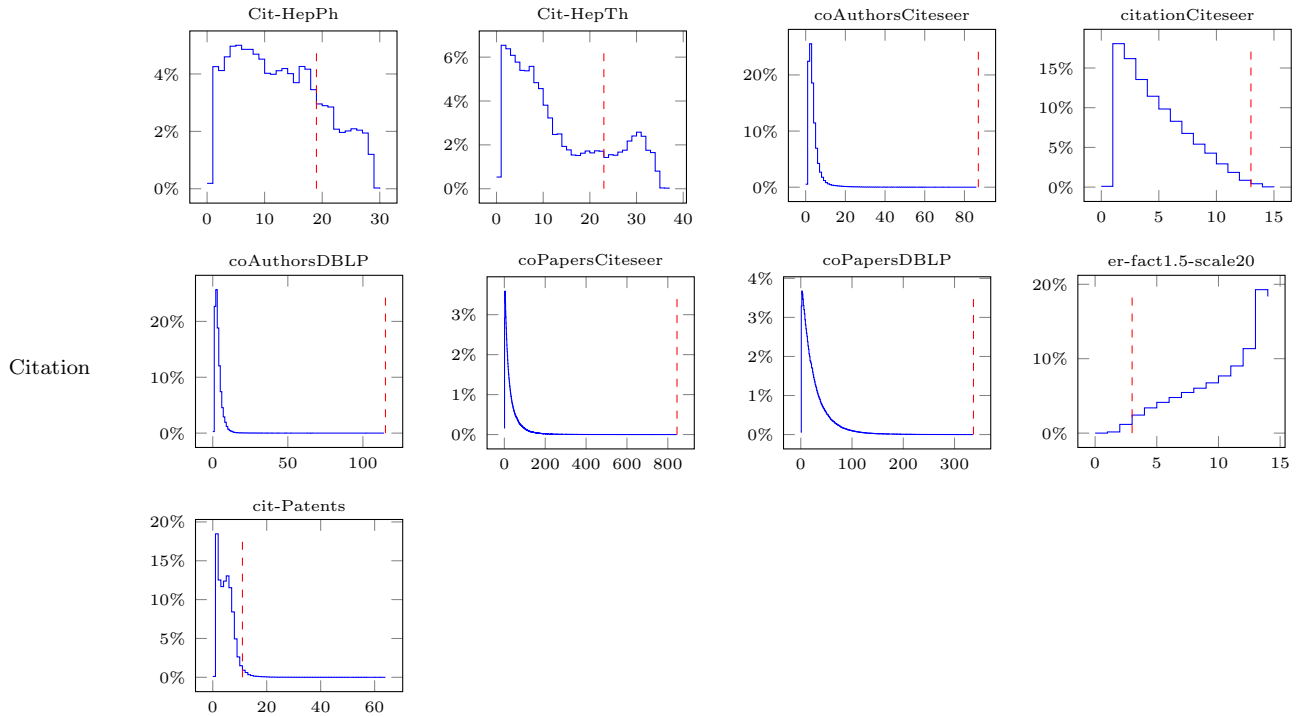 Cit-HepPh
4%
2%
0%
0 10 20 30
Cit-HepTh
6%
4%
2%
0%
0 10 20 30 40
coAuthorsCiteseer
20%
10%
0%
0 20 40 60 80
citationCiteseer
15%
10%
5%
0%
0 5 10 15
Citation
coAuthorsDBLP
20%
10%
0%
0 50 100
coPapersCiteseer
3%
2%
1%
0%
0 200 400 600 800
coPapersDBLP
4%
3%
2%
1%
0%
0 100 200 300
er-fact1.5-scale20
20%
10%
0%
0 5 10 15
cit-Patents
20%
15%
10%
5%
0%
0 20 40 60